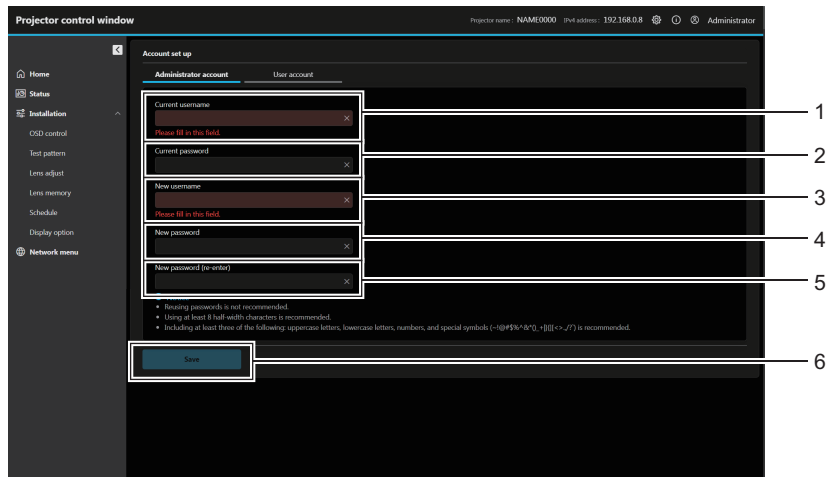 Projector control window
Projector name : NAME0000 IPv4 address : 192.168.0.8 Administrator
Account set up
Home
Administrator account User account
Status
Installation
Current username
1
Please fill in this field.
OSD control
Current password
2
Test pattern
Lens adjust
New username
3
Lens memory
Please fill in this field.
Schedule
New password
4
Display option
Network menu
New password (re-enter)
5
• Reusing passwords is not recommended.
• Using at least 8 half-width characters is recommended.
• Including at least three of the following: uppercase letters, lowercase letters, numbers, and special symbols
is recommended.
Save
6